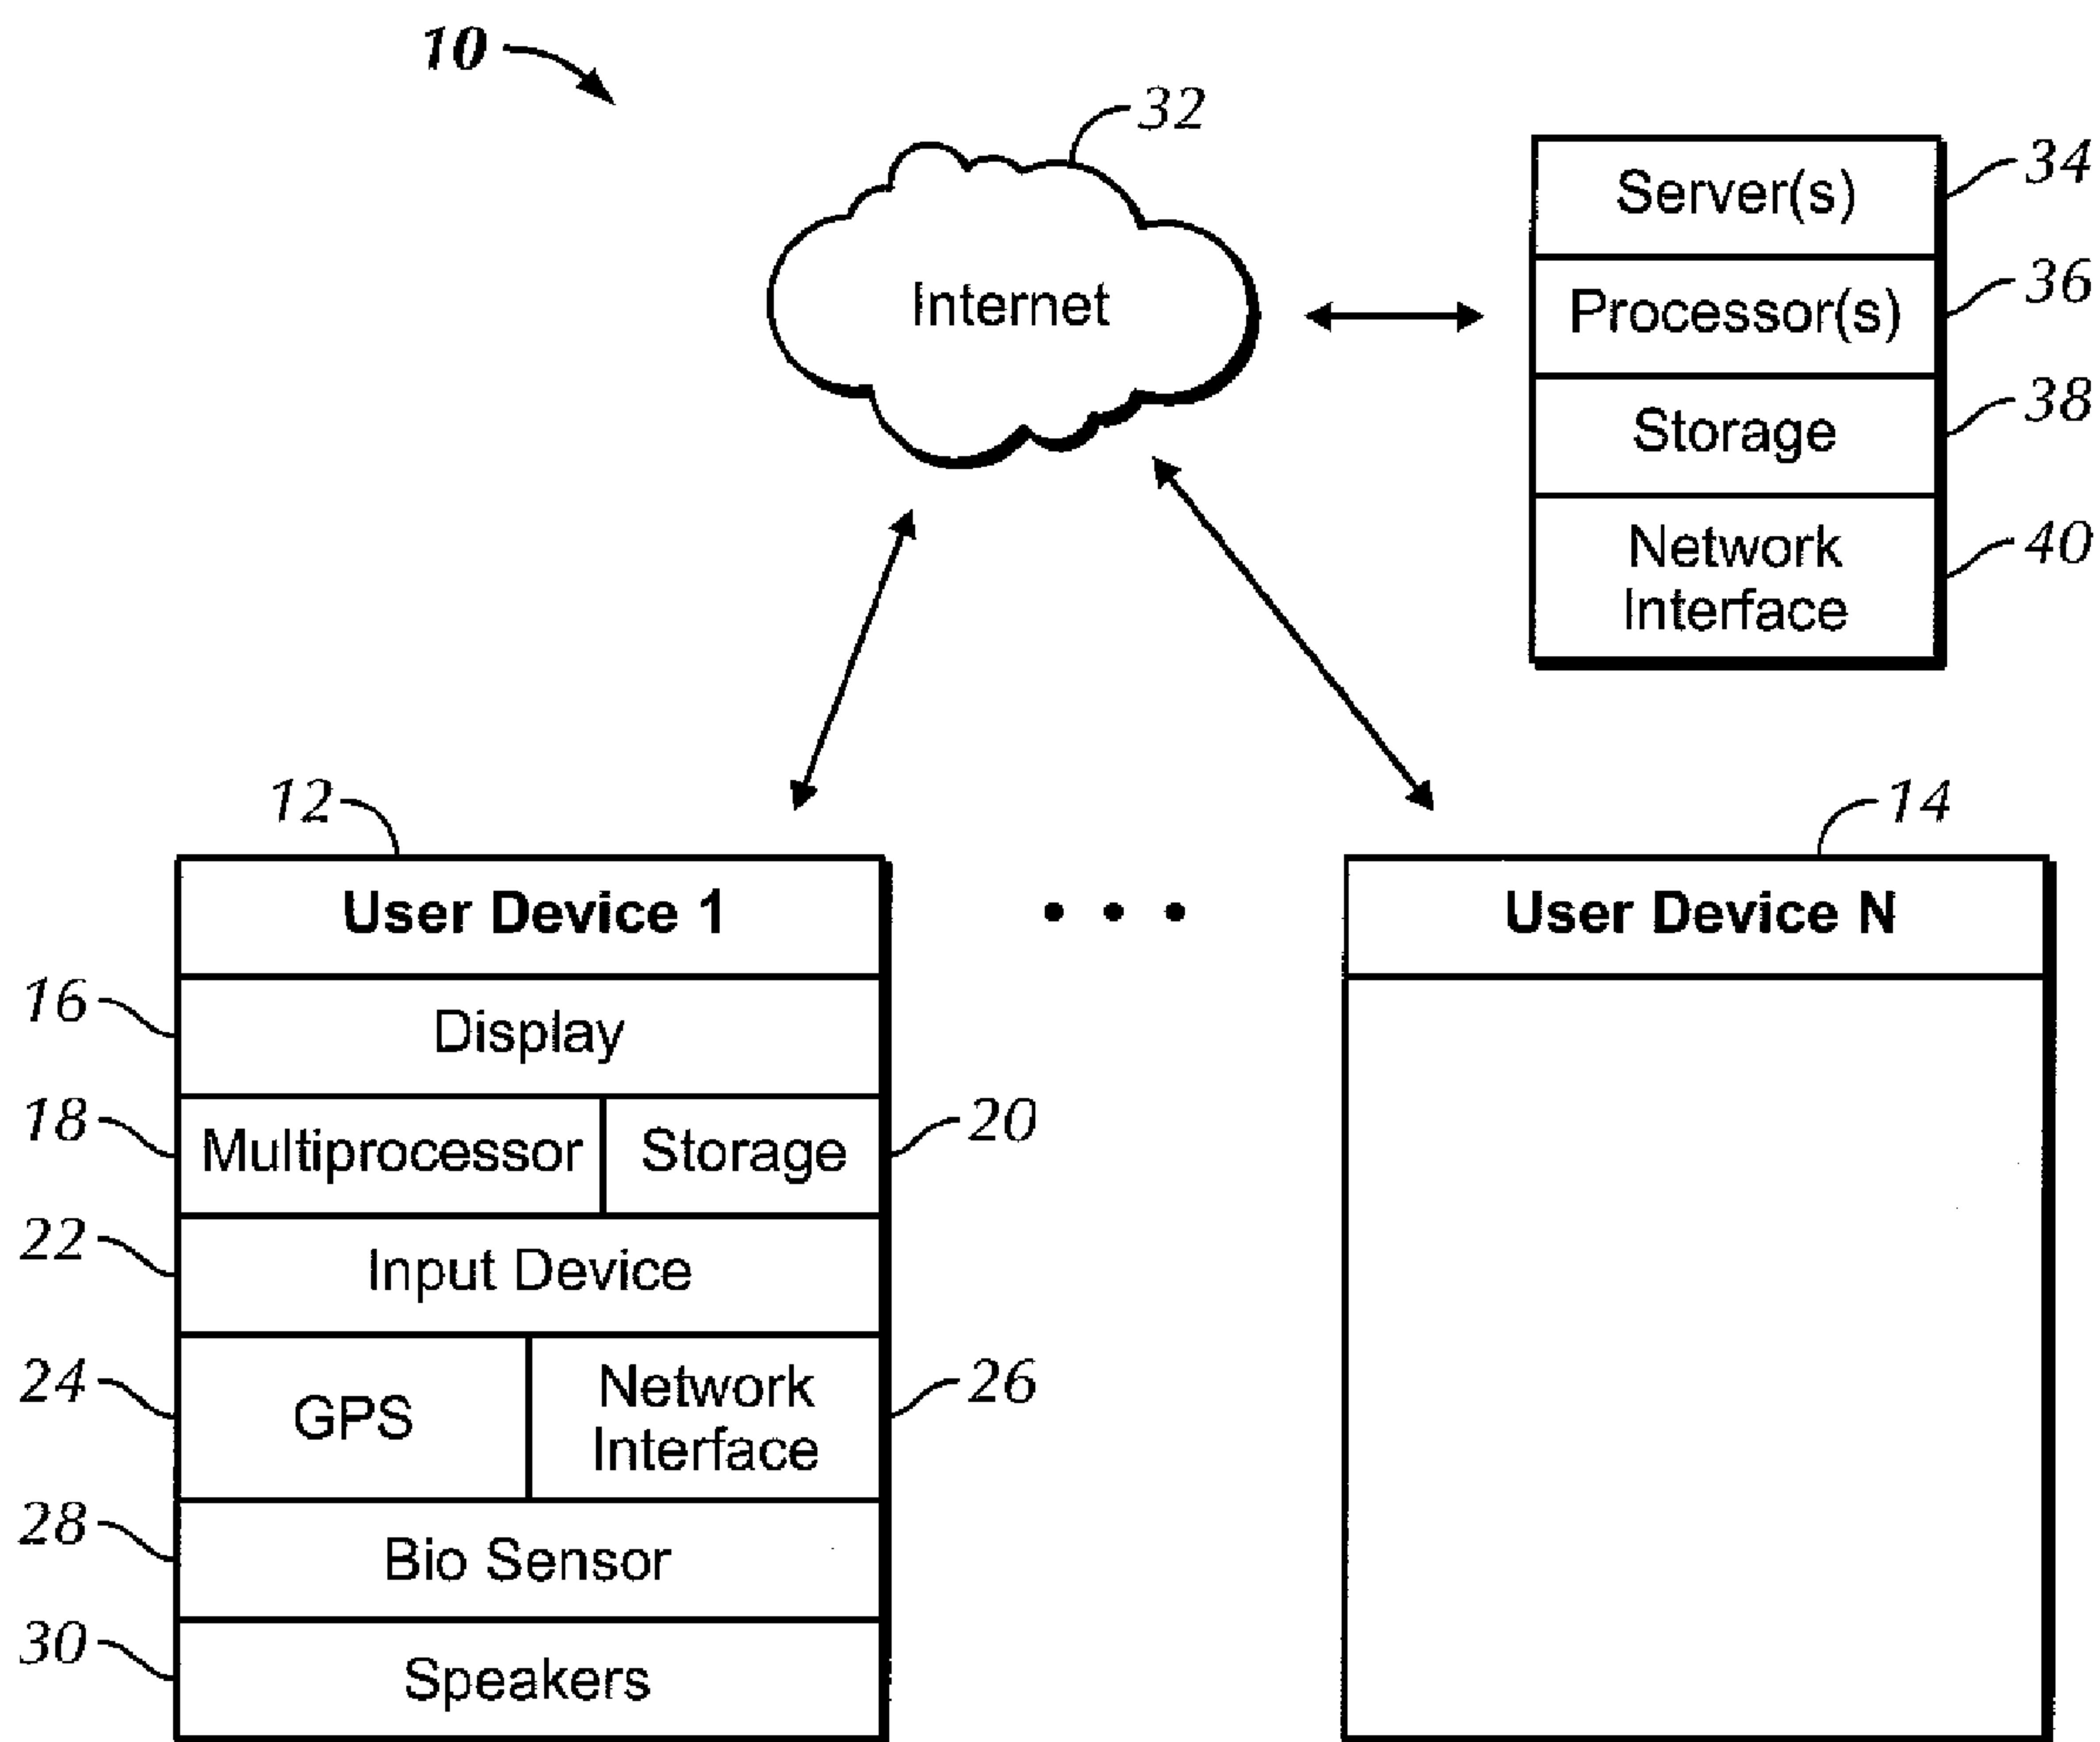 10
32
Internet
Server(s)
34
Processor(s)
36
Storage
38
Network
Interface
40
12
User Device 1
• • •
14
User Device N
16
Display
18
Multiprocessor
Storage
20
22
Input Device
24
GPS
Network
Interface
26
28
Bio Sensor
30
Speakers